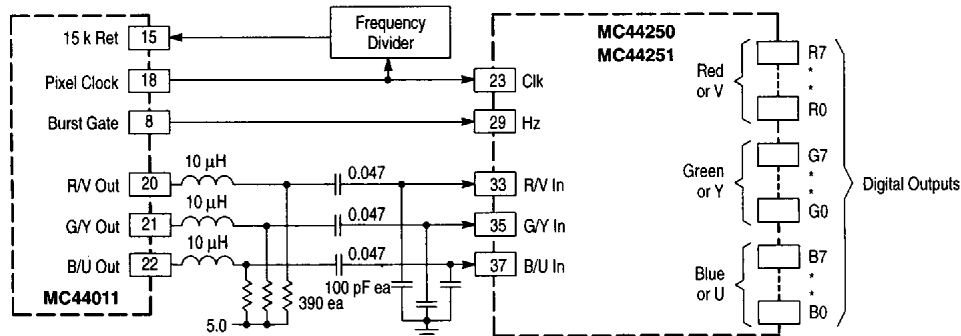 15 k Ret
15
Frequency
Divider
MC44250
MC44251
Pixel Clock
18
23
Clk
Burst Gate
8
29
Hz
10 µH
0.047
R/V Out
20
33
R/V In
10 µH
0.047
G/Y Out
21
35
G/Y In
10 µH
0.047
B/U Out
22
37
B/U In
MC44011
390 ea
100 pF ea
5.0
Red
or V
R7
*
*
R0
Green
or Y
G7
*
*
G0
Blue
or U
B7
*
*
B0
Digital Outputs